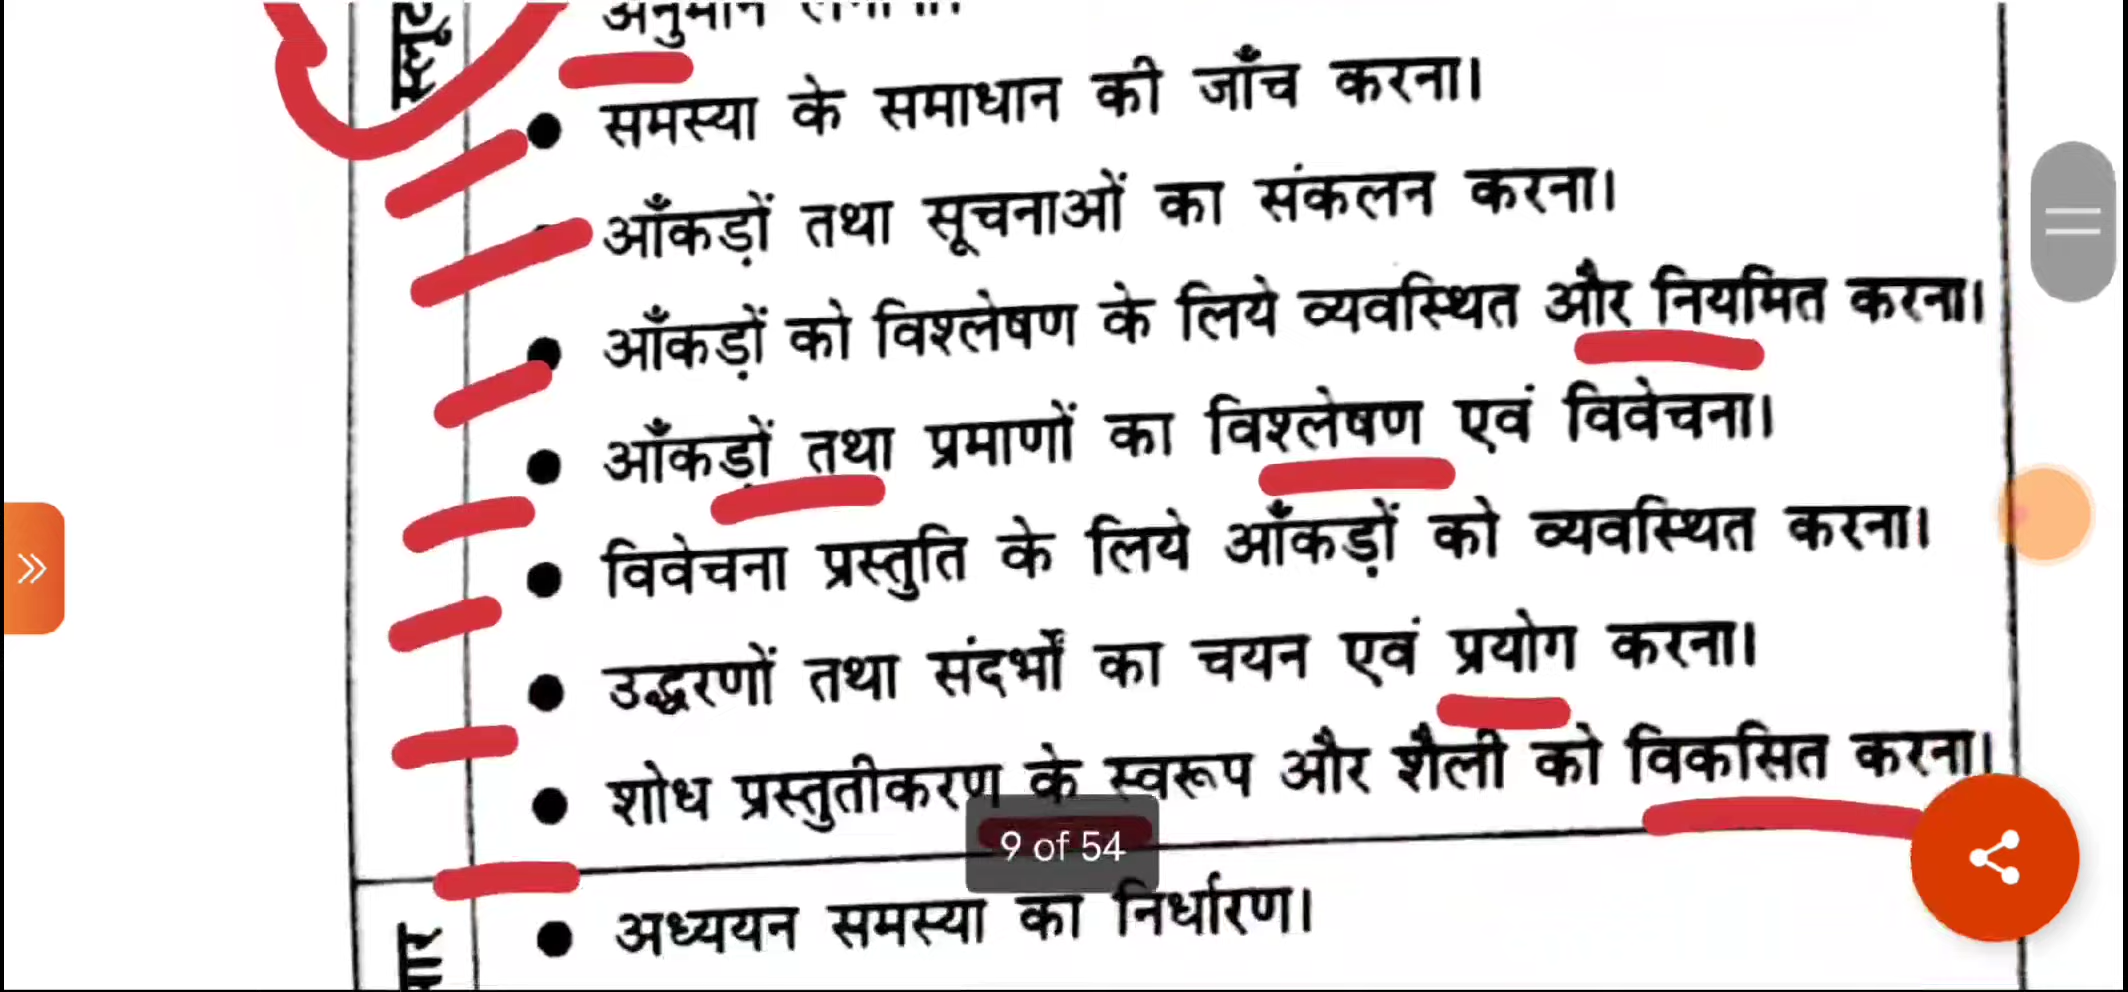 अनुमान
समस्या के समाधान की जाँच करना।
आँकड़ों तथा सूचनाओं का संकलन करना।
आँकड़ों को विश्लेषण के लिये व्यवस्थित और नियमित करना।
आँकड़ों तथा प्रमाणों का विश्लेषण एवं विवेचना।
विवेचना प्रस्तुति के लिये आँकड़ों को व्यवस्थित करना।
उद्धरणों तथा संदर्भों का चयन एवं प्रयोग करना।
शोध प्रस्तुतीकरण के स्वरूप और शैली को विकसित करना।
9 of 54
अध्ययन समस्या का निर्धारण।